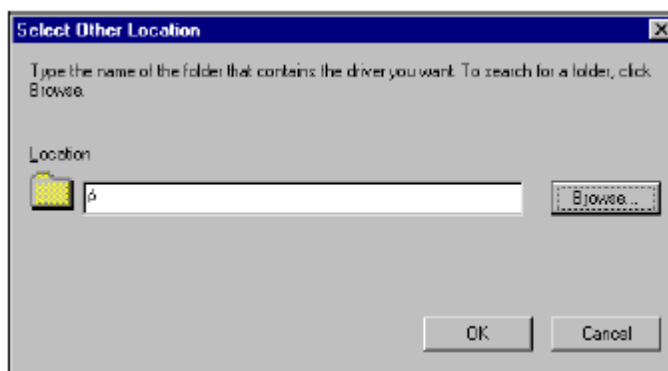 Select Other Location
Type the name of the folder that contains the driver you want. To search for a folder, click
Browse.
Location
Browse...
OK
Cancel